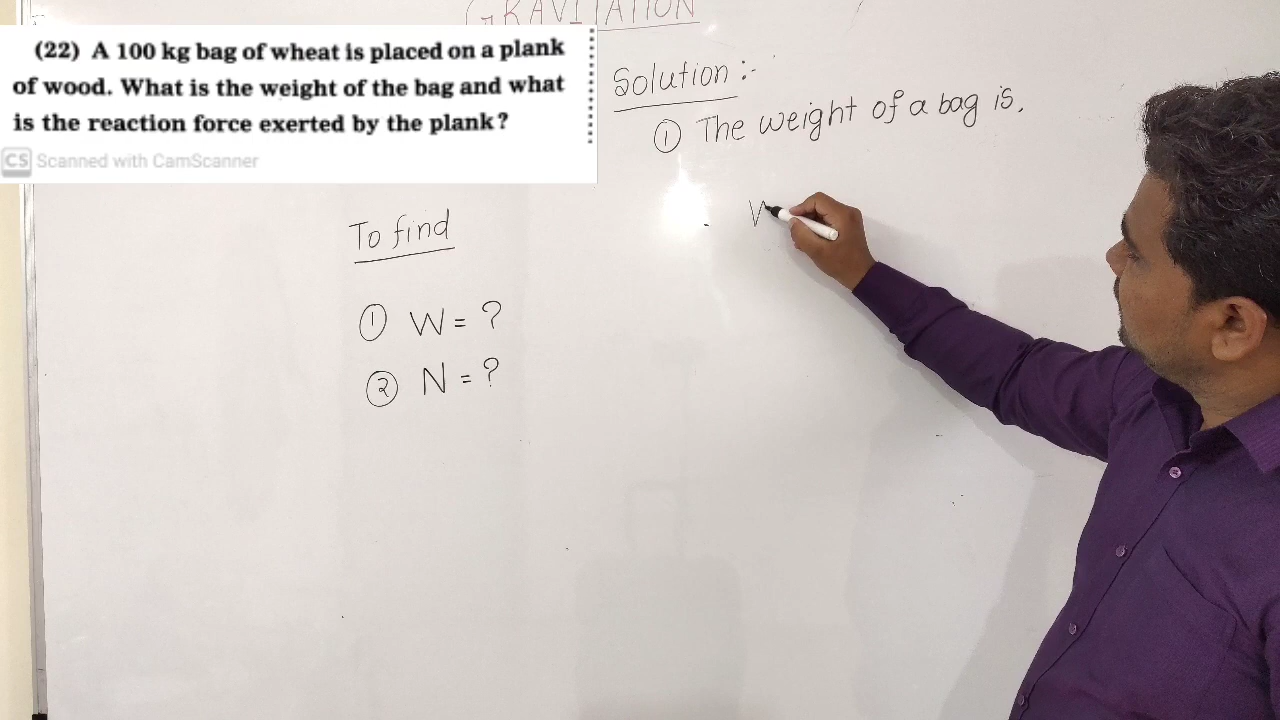 GRAVITATION
(22) A 100 kg bag of wheat is placed on a plank
of wood. What is the weight of the bag and what
is the reaction force exerted by the plank?
CS Scanned with CamScanner
Solution :-
① The weight of a bag is,
W
To find
① W = ?
② N = ?